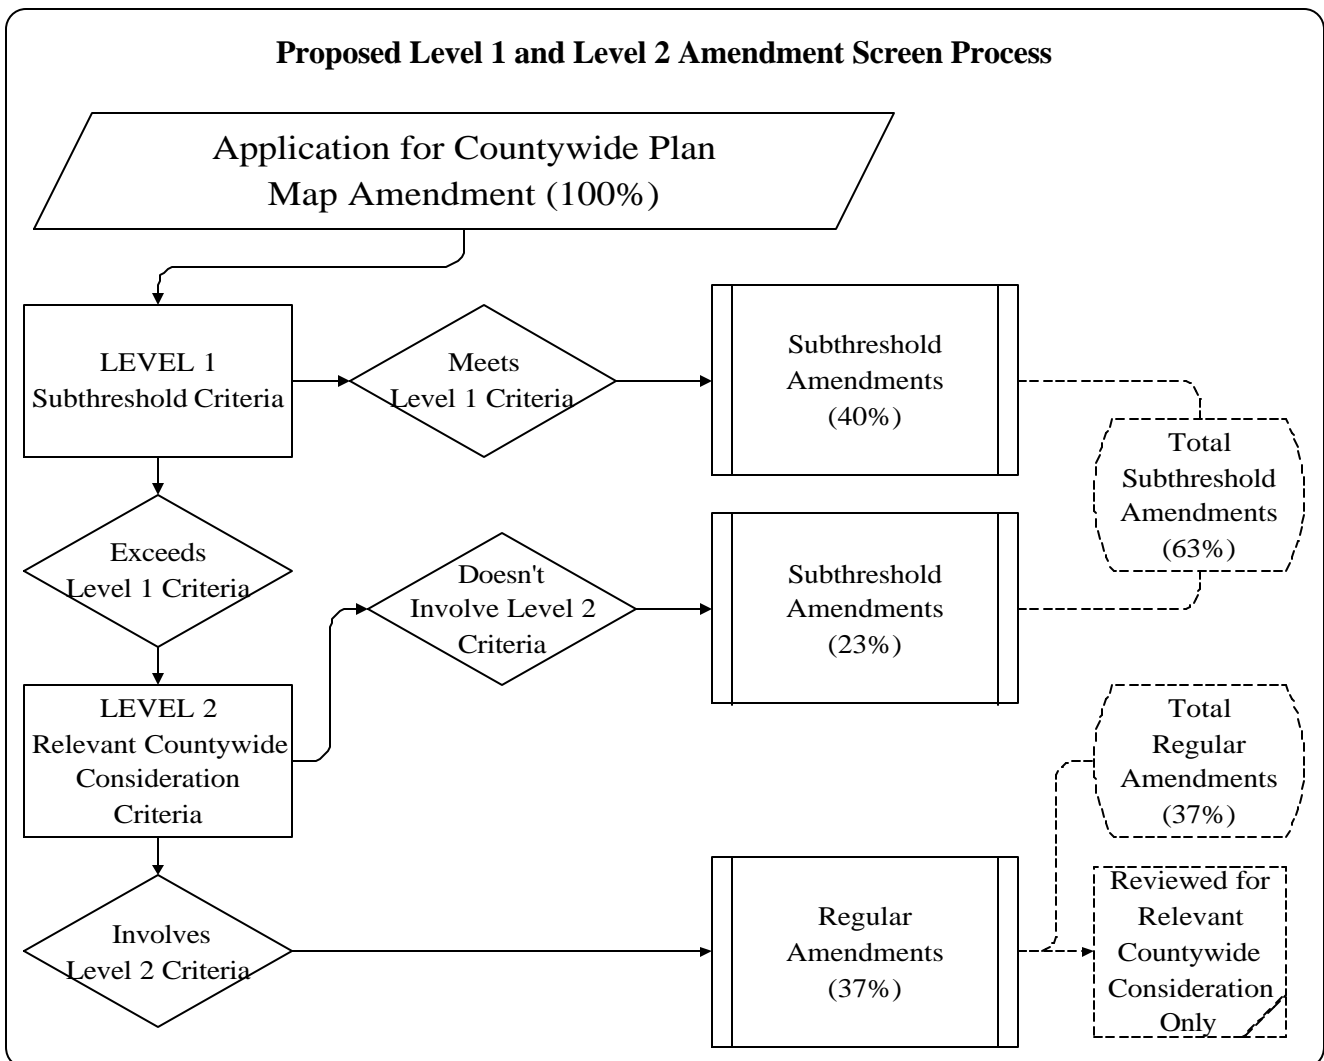 Proposed Level 1 and Level 2 Amendment Screen Process
Application for Countywide Plan
Map Amendment (100%)
LEVEL 1
Subthreshold Criteria
Meets
Level 1 Criteria
Subthreshold
Amendments
(40%)
Total
Subthreshold
Amendments
(63%)
Exceeds
Level 1 Criteria
Doesn't
Involve Level 2
Criteria
Subthreshold
Amendments
(23%)
LEVEL 2
Relevant Countywide
Consideration
Criteria
Total
Regular
Amendments
(37%)
Involves
Level 2 Criteria
Regular
Amendments
(37%)
Reviewed for
Relevant
Countywide
Consideration
Only